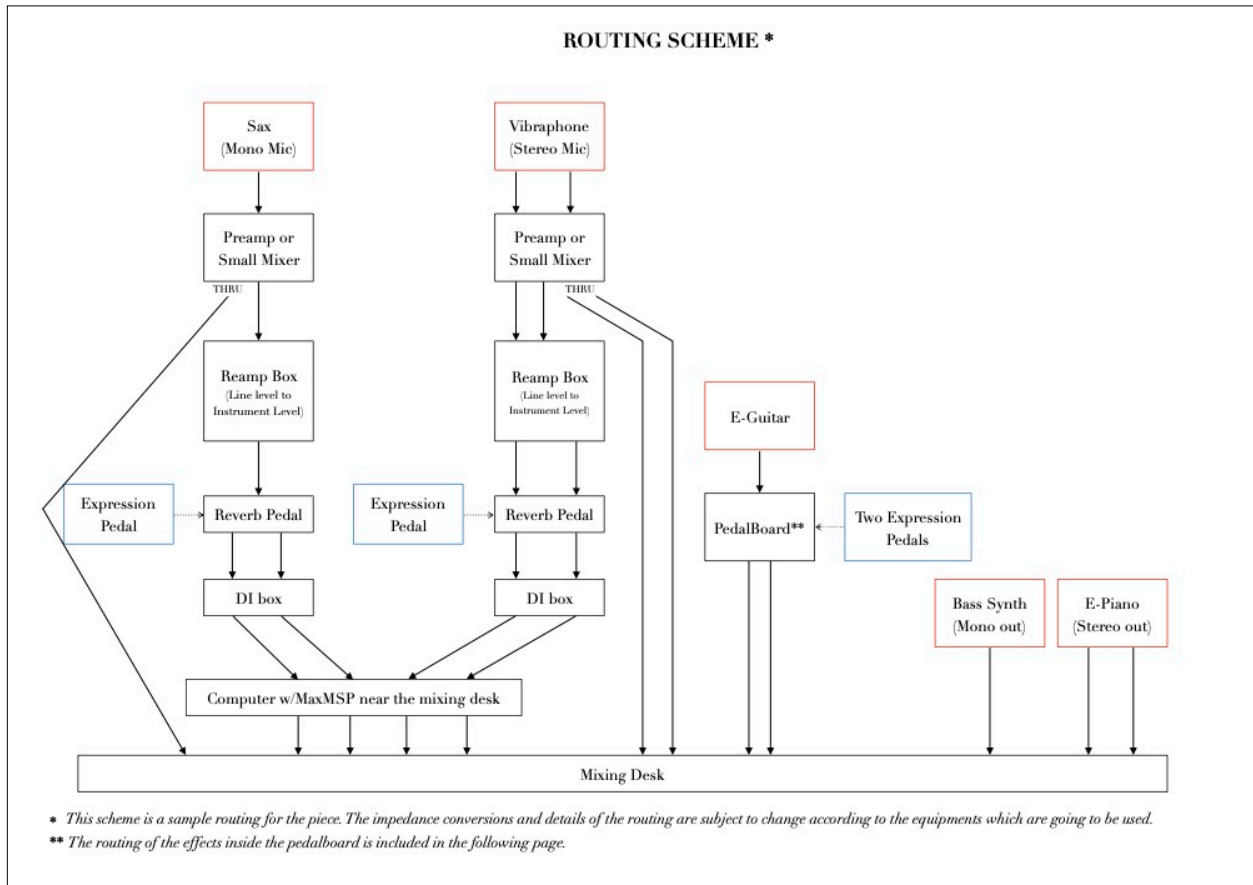 ROUTING SCHEME *
Sax
(Mono Mic)
Vibraphone
(Stereo Mic)
Preamp or
Small Mixer
THRU
Preamp or
Small Mixer
THRU
Reamp Box
(Line level to
Instrument Level)
Reamp Box
(Line level to
Instrument Level)
E-Guitar
Expression
Pedal
Reverb Pedal
Expression
Pedal
Reverb Pedal
PedalBoard**
Two Expression
Pedals
DI box
DI box
Bass Synth
(Mono out)
E-Piano
(Stereo out)
Computer w/MaxMSP near the mixing desk
Mixing Desk
* This scheme is a sample routing for the piece. The impedance conversions and details of the routing are subject to change according to the equipments which are going to be used.
** The routing of the effects inside the pedalboard is included in the following page.